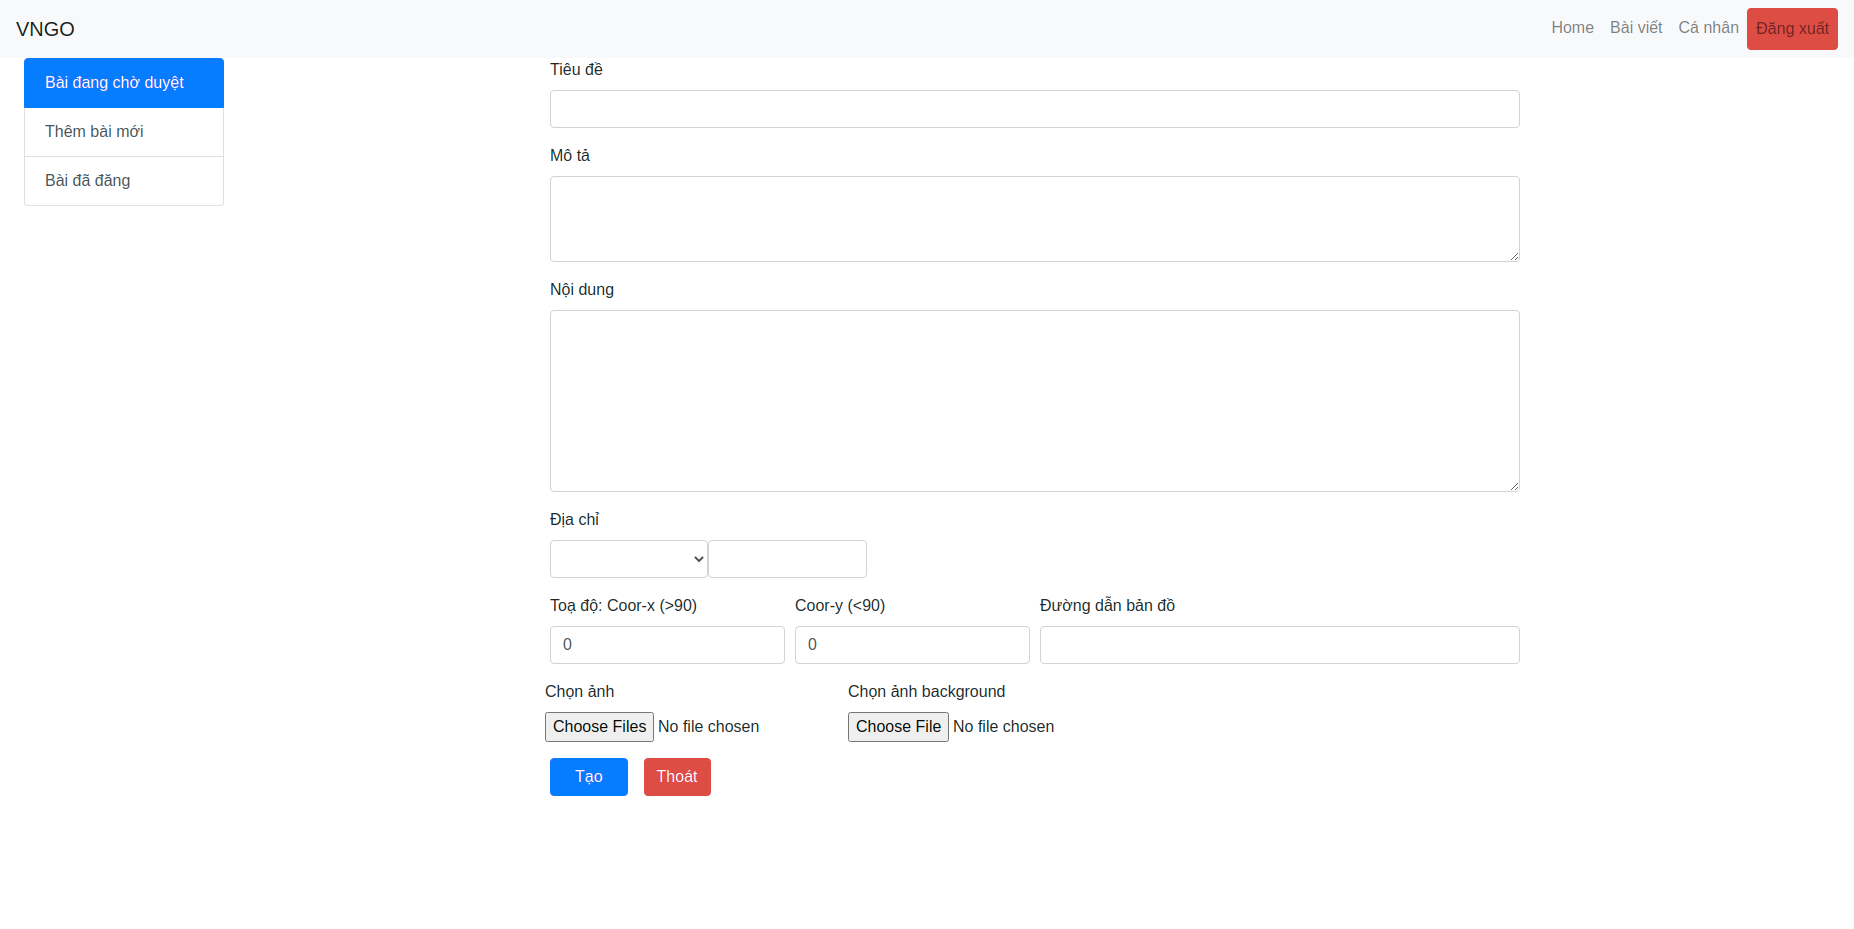 VNGO
Home Bài viết Cá nhân Đăng xuất
Bài đang chờ duyệt
Thêm bài mới
Bài đã đăng
Tiêu đề
Mô tả
Nội dung
Địa chỉ
Toạ độ: Coor-x (>90) Coor-y (<90) Đường dẫn bản đồ
0 0
Chọn ảnh Chọn ảnh background
Choose Files No file chosen Choose File No file chosen
Tạo Thoát